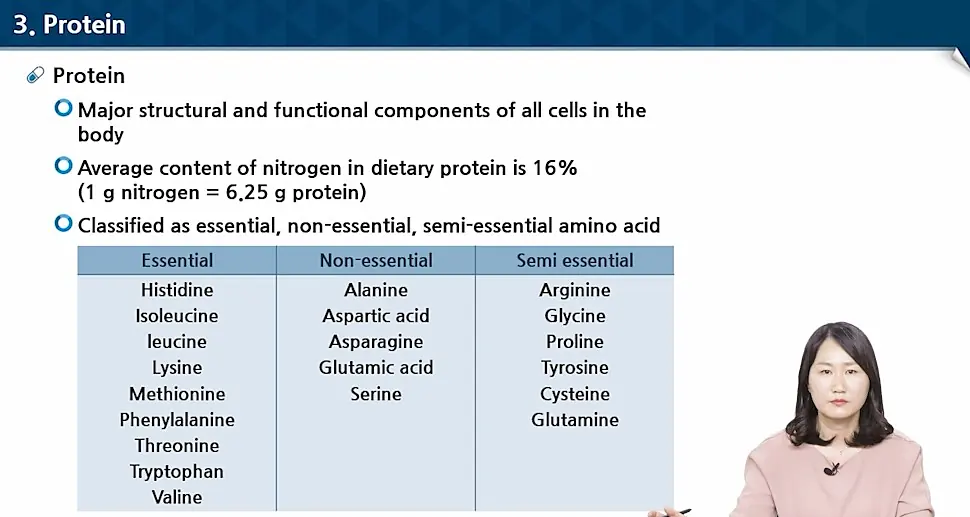 3. Protein
Protein
Major structural and functional components of all cells in the
body
Average content of nitrogen in dietary protein is 16%
(1 g nitrogen = 6.25 g protein)
Classified as essential, non-essential, semi-essential amino acid
Essential Non-essential Semi essential
Histidine Alanine Arginine
Isoleucine Aspartic acid Glycine
leucine Asparagine Proline
Lysine Glutamic acid Tyrosine
Methionine Serine Cysteine
Phenylalanine Glutamine
Threonine
Tryptophan
Valine